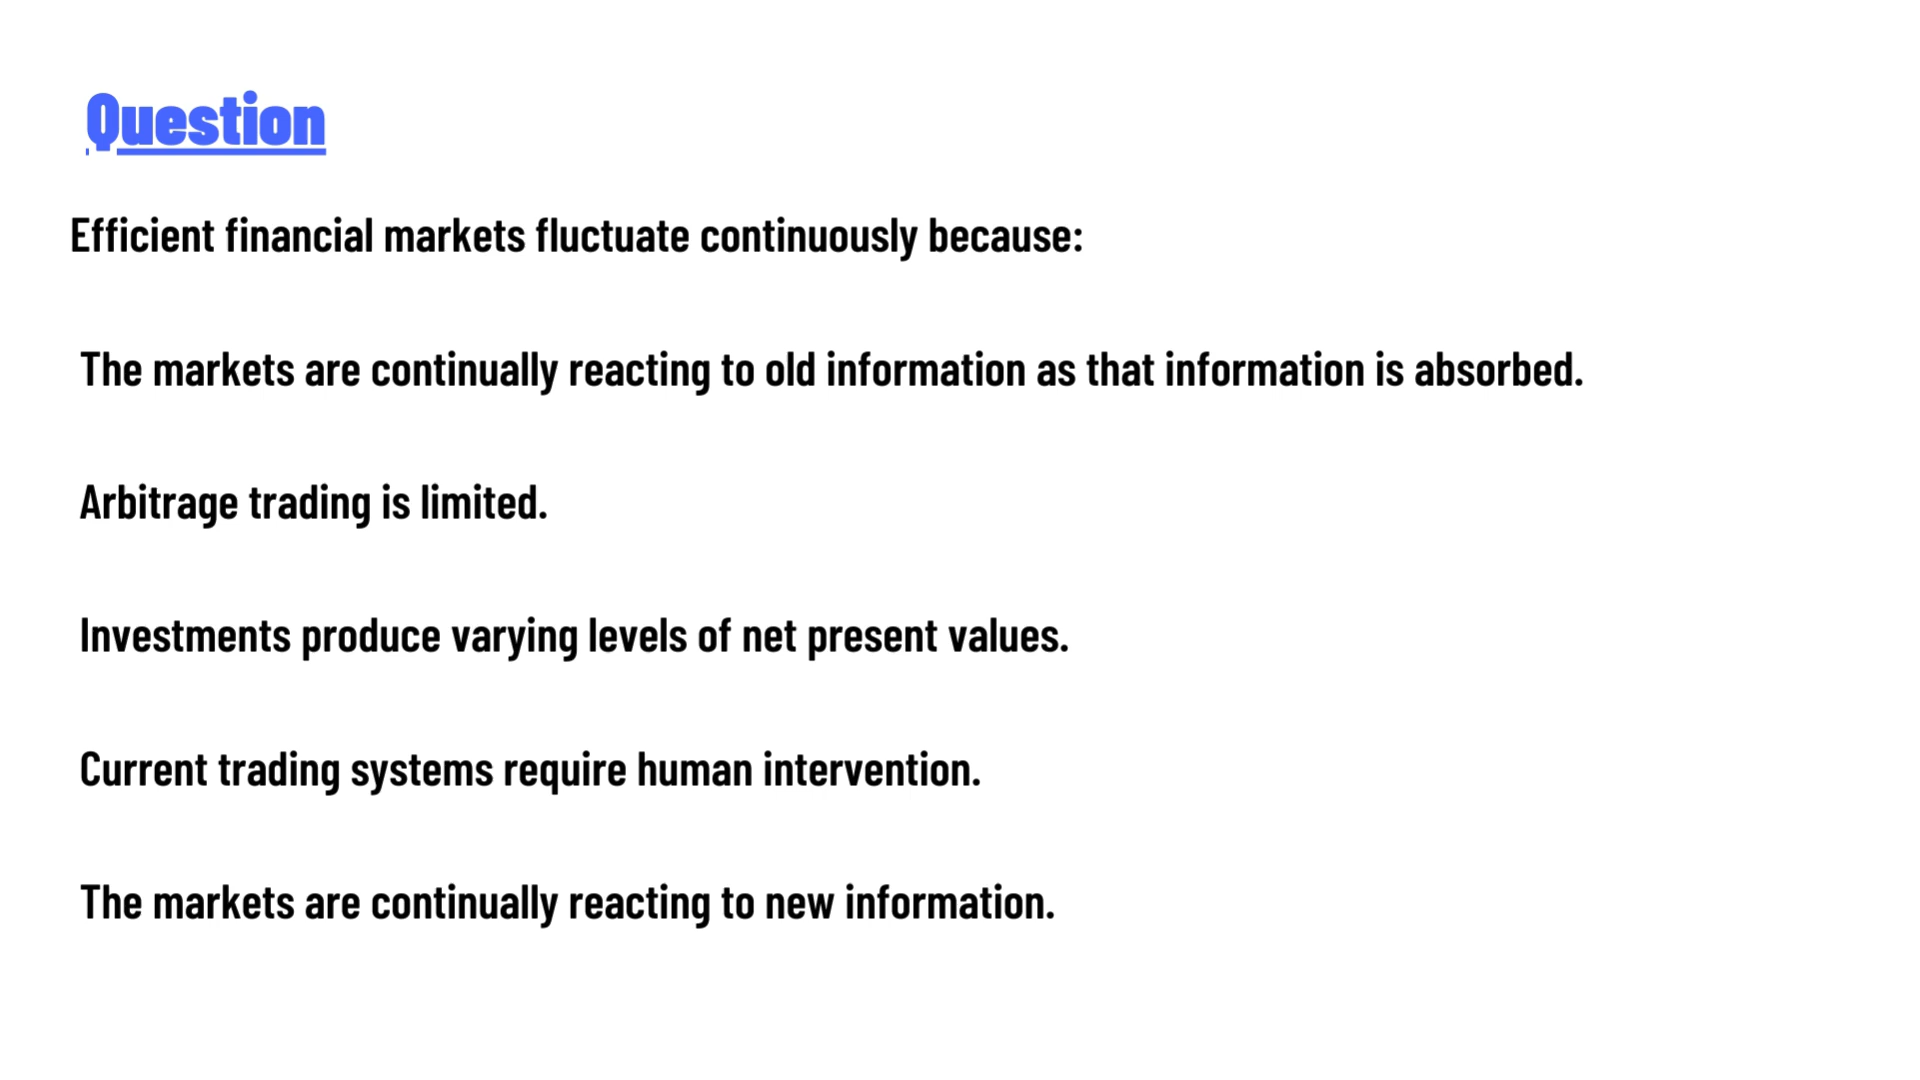 Question
Efficient financial markets fluctuate continuously because:
The markets are continually reacting to old information as that information is absorbed.
Arbitrage trading is limited.
Investments produce varying levels of net present values.
Current trading systems require human intervention.
The markets are continually reacting to new information.